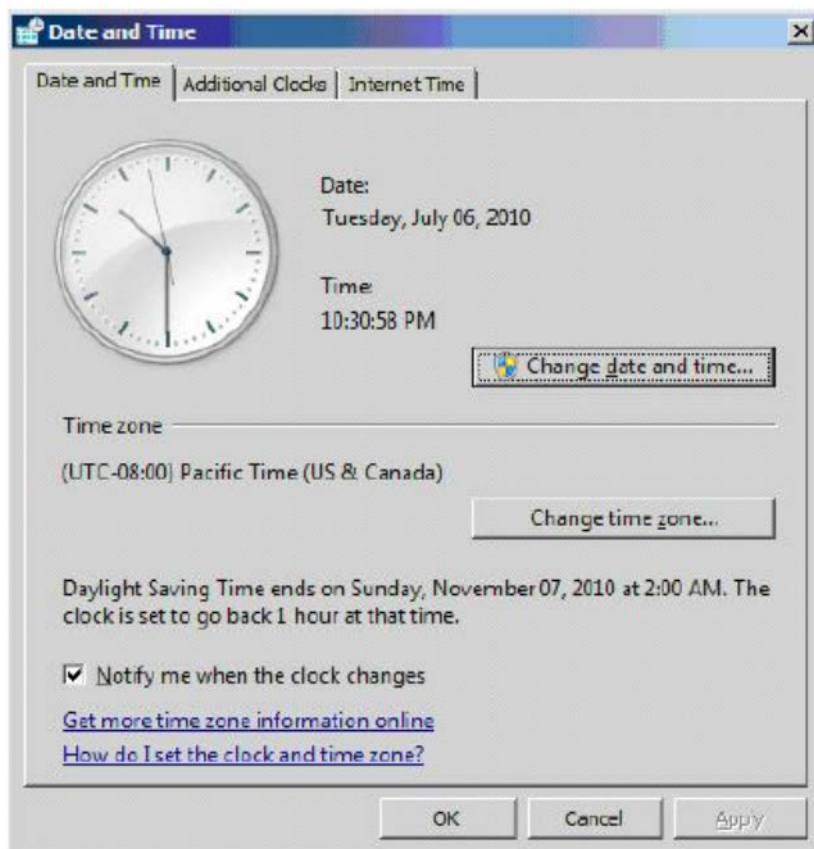 Date and Time
Date and Time
Additional Clocks
Internet Time
Date:
Tuesday, July 06, 2010
Time:
10:30:58 PM
Change date and time...
Time zone
(UTC-08:00) Pacific Time (US & Canada)
Change time zone...
Daylight Saving Time ends on Sunday, November 07, 2010 at 2:00 AM. The
clock is set to go back 1 hour at that time.
Notify me when the clock changes
Get more time zone information online
How do I set the clock and time zone?
OK
Cancel
Apply